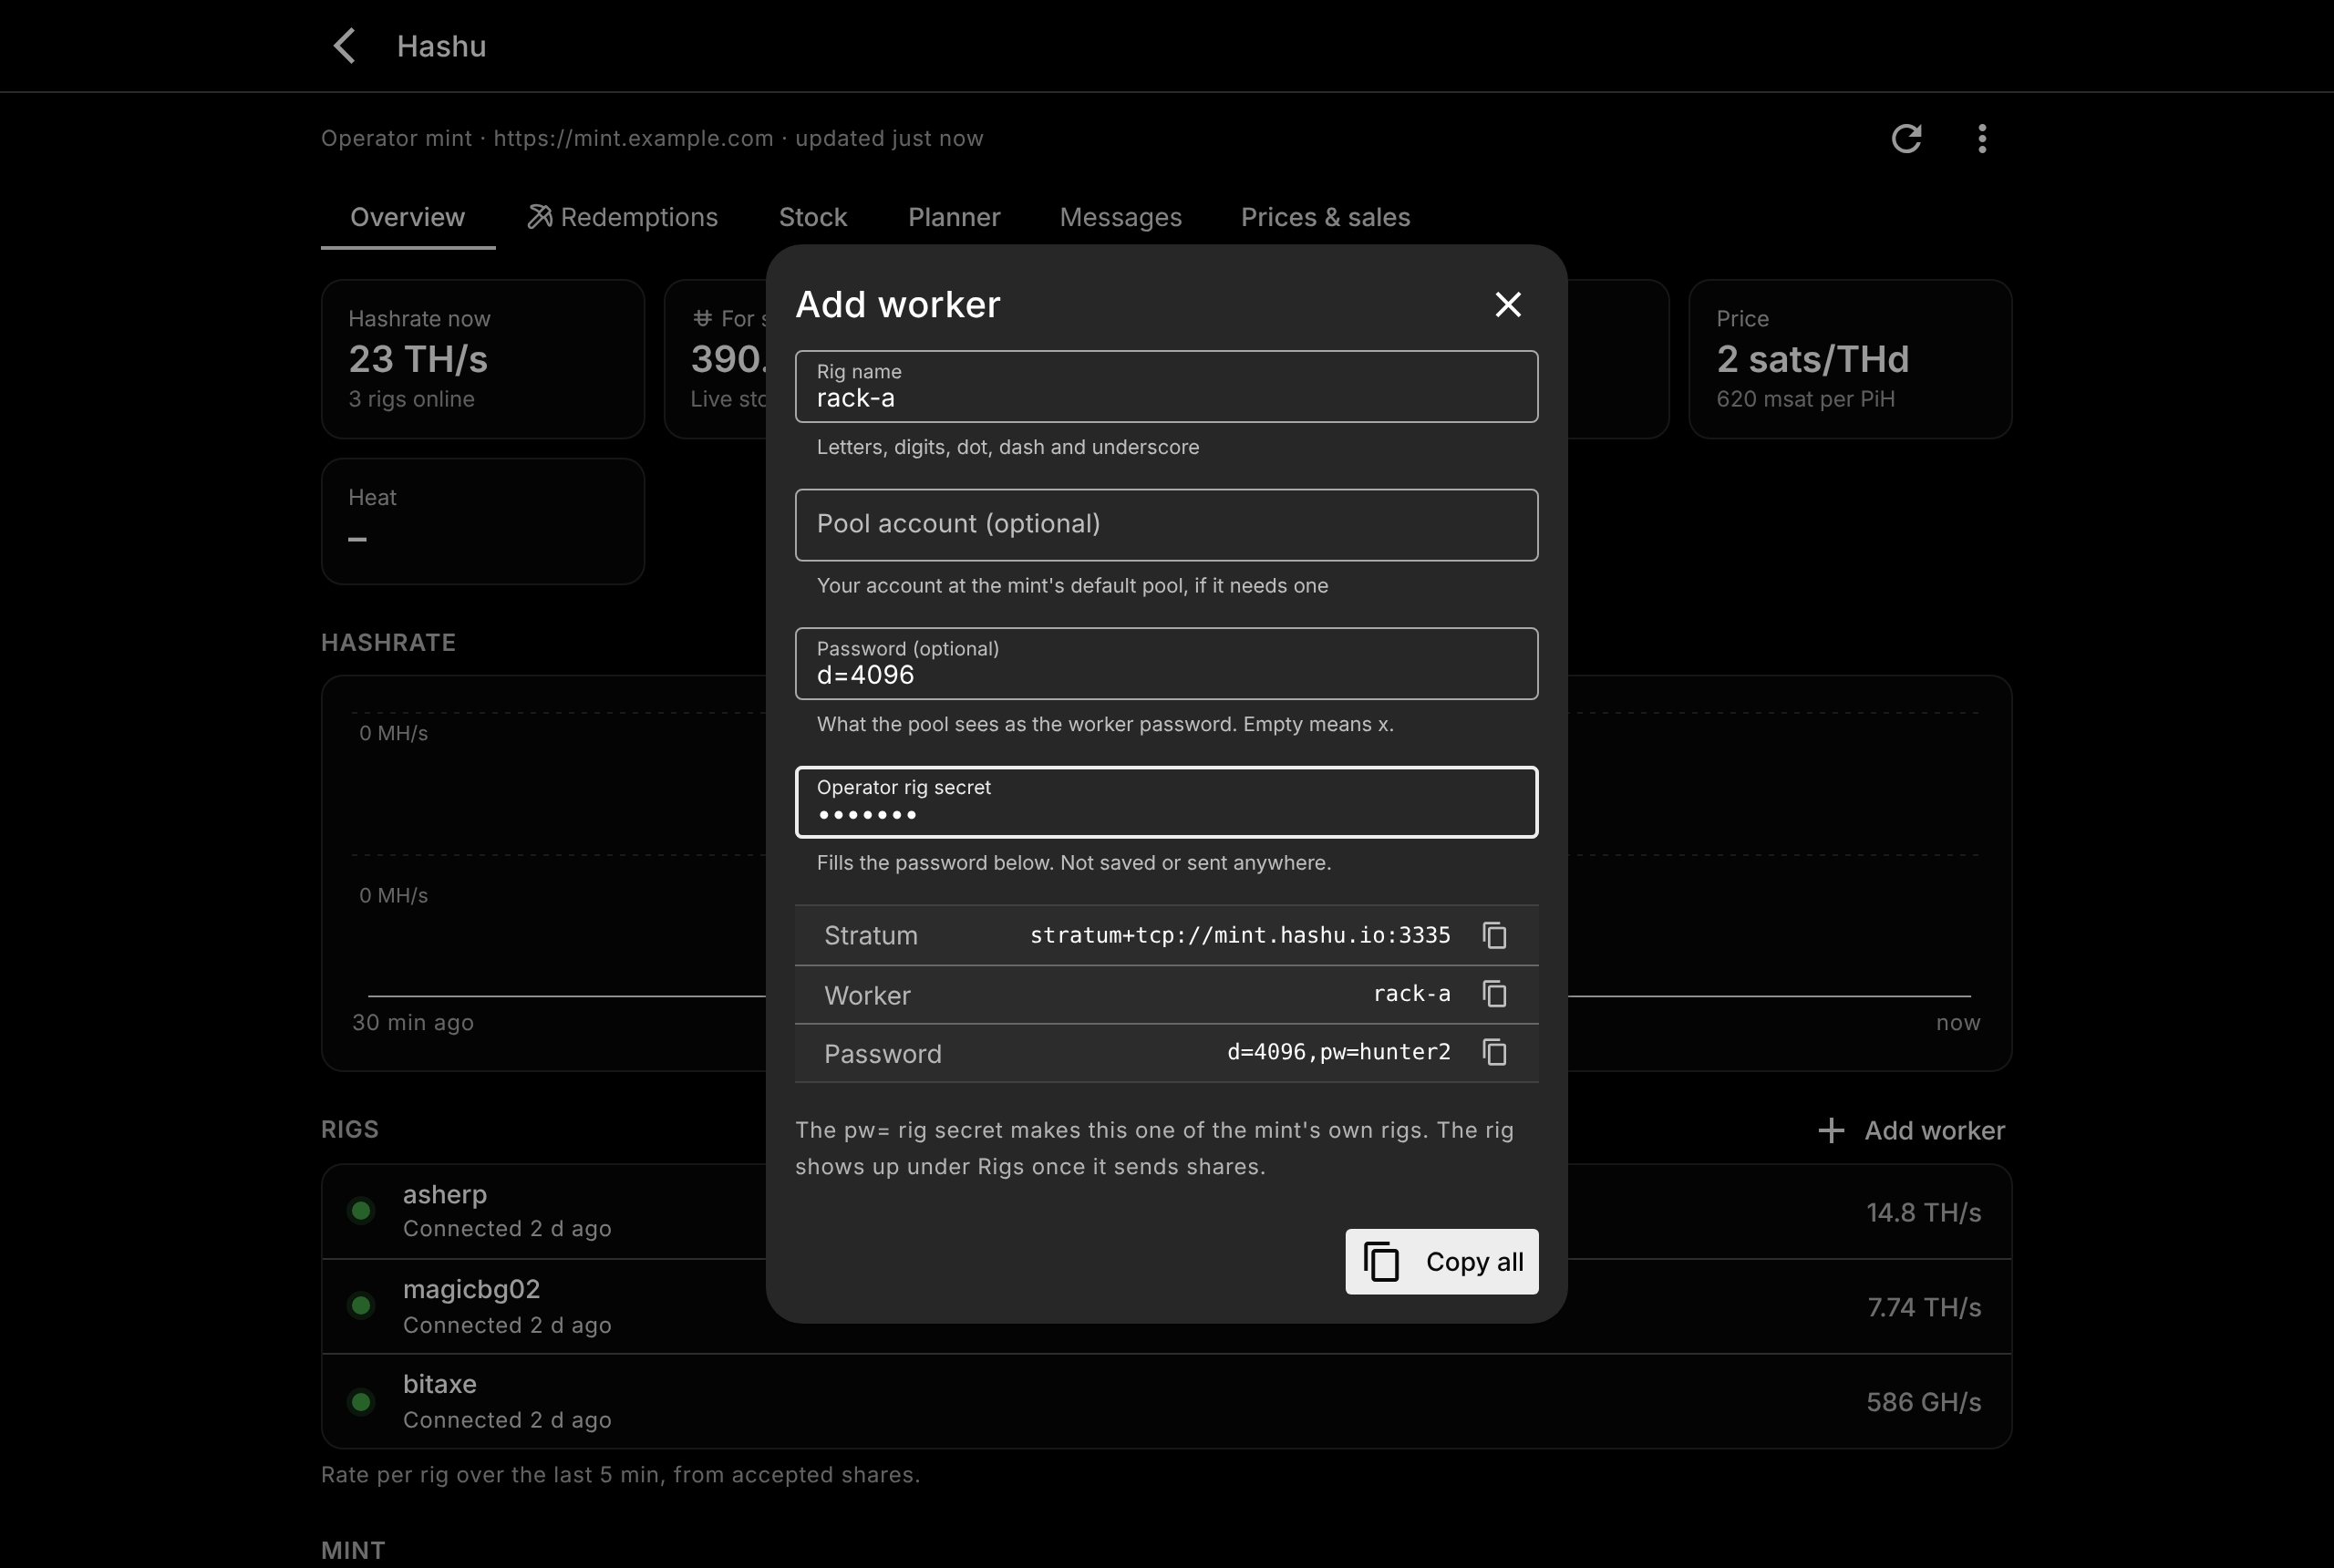 Hashu
Operator mint · https://mint.example.com · updated just now
Overview
Redemptions
Stock
Planner
Messages
Prices & sales
Hashrate now
23 TH/s
3 rigs online
For s
390.
Live sto
Price
2 sats/THd
620 msat per PiH
Heat
–
HASHRATE
0 MH/s
0 MH/s
30 min ago
now
RIGS
+ Add worker
asherp
Connected 2 d ago
14.8 TH/s
magicbg02
Connected 2 d ago
7.74 TH/s
bitaxe
Connected 2 d ago
586 GH/s
Rate per rig over the last 5 min, from accepted shares.
MINT
Add worker
Rig name
rack-a
Letters, digits, dot, dash and underscore
Pool account (optional)
Your account at the mint's default pool, if it needs one
Password (optional)
d=4096
What the pool sees as the worker password. Empty means x.
Operator rig secret
•••••••
Fills the password below. Not saved or sent anywhere.
Stratum stratum+tcp://mint.hashu.io:3335
Worker rack-a
Password d=4096,pw=hunter2
The pw= rig secret makes this one of the mint's own rigs. The rig
shows up under Rigs once it sends shares.
Copy all